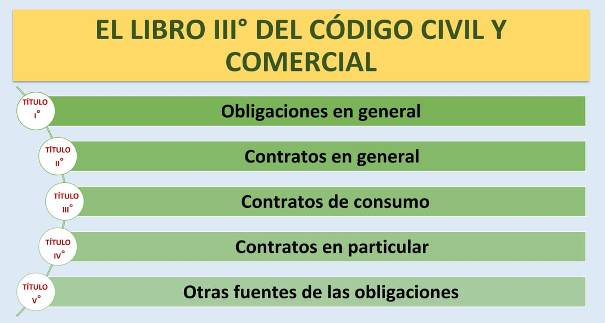 EL LIBRO III° DEL CÓDIGO CIVIL Y
COMERCIAL
TÍTULO
I°
Obligaciones en general
TÍTULO
II°
Contratos en general
TÍTULO
III°
Contratos de consumo
TÍTULO
IV°
Contratos en particular
TÍTULO
V°
Otras fuentes de las obligaciones